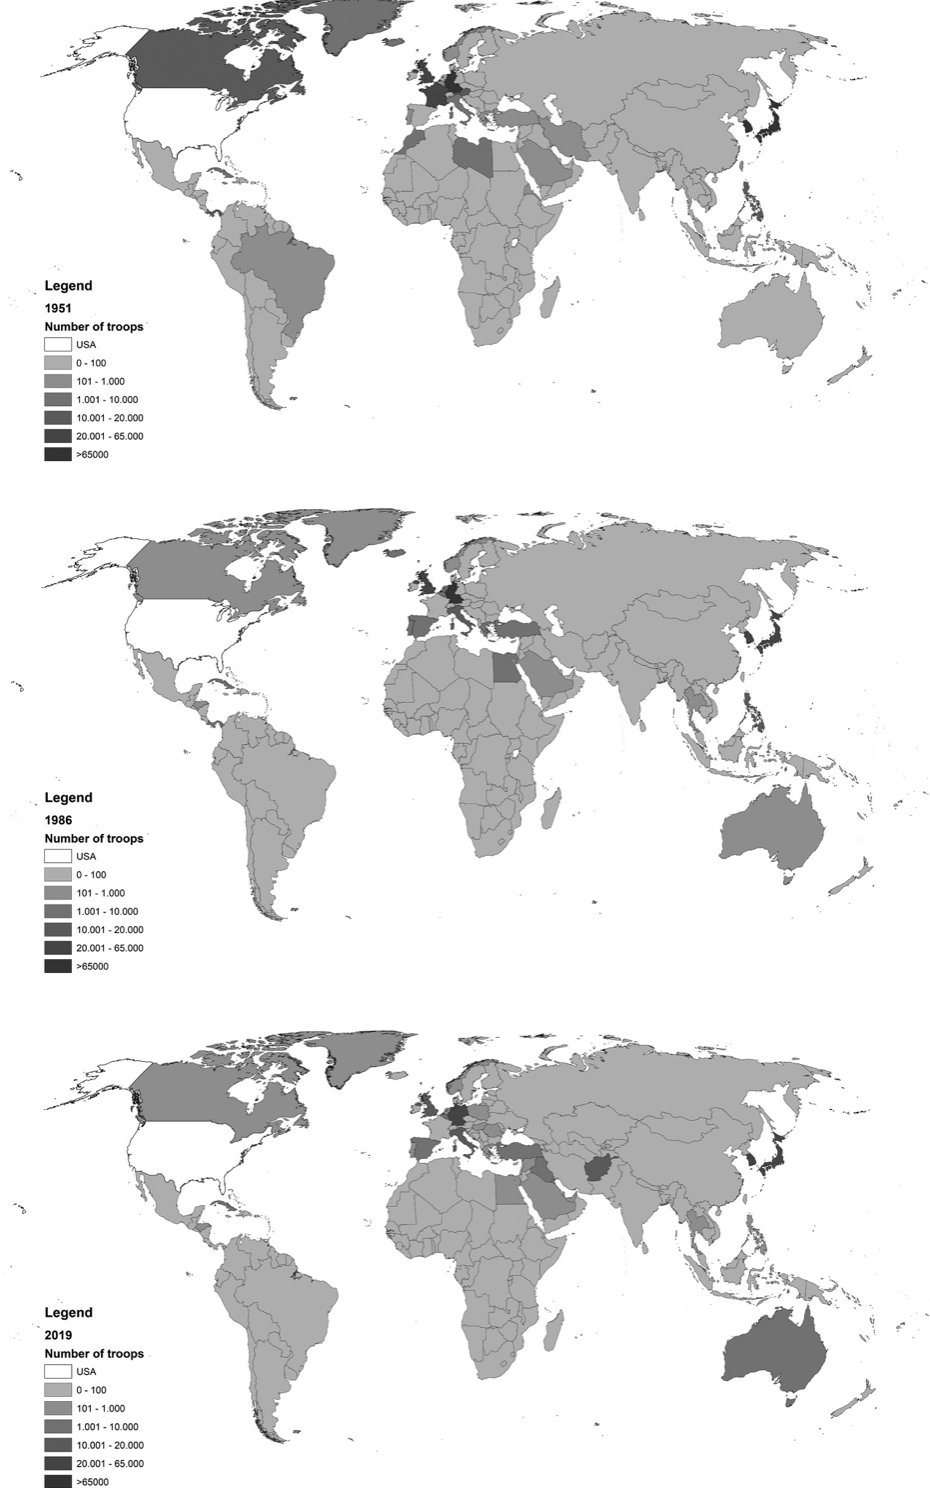 Legend
1951
Number of troops
USA
0 - 100
101 - 1.000
1.001 - 10.000
10.001 - 20.000
20.001 - 65.000
>65000
Legend
1986
Number of troops
USA
0 - 100
101 - 1.000
1.001 - 10.000
10.001 - 20.000
20.001 - 65.000
>65000
Legend
2019
Number of troops
USA
0 - 100
101 - 1.000
1.001 - 10.000
10.001 - 20.000
20.001 - 65.000
>65000